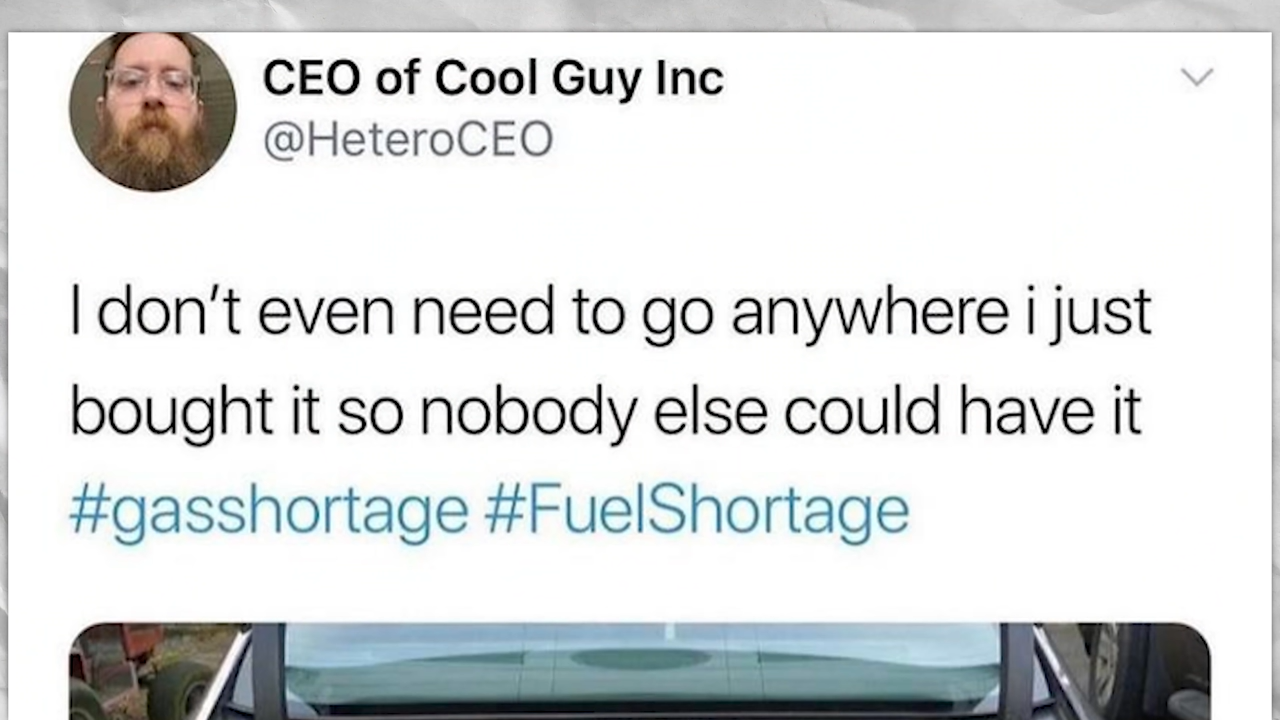 CEO of Cool Guy Inc
@HeteroCEO
I don't even need to go anywhere i just
bought it so nobody else could have it
#gasshortage #FuelShortage